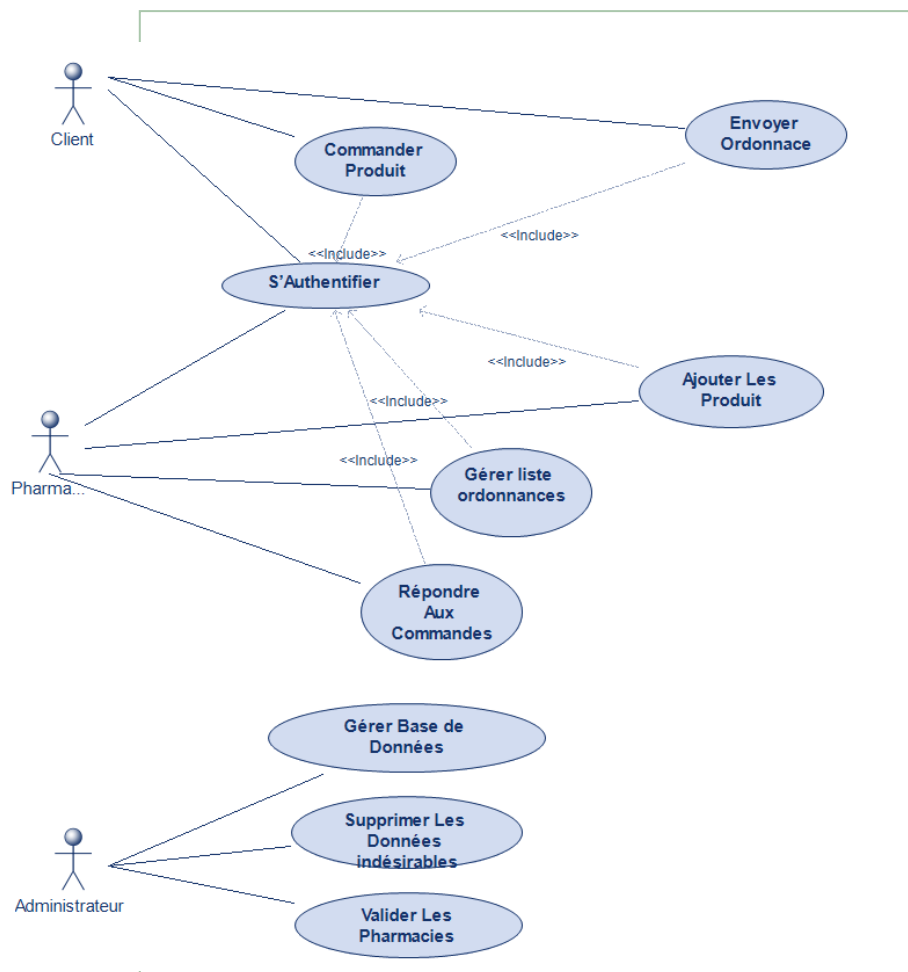 Client
Commander
Produit
Envoyer
Ordonnace
<<Include>>
<<Include>>
S'Authentifier
<<Include>>
Ajouter Les
Produit
<<Include>>
Pharma...
<<Include>>
Gérer liste
ordonnances
Répondre
Aux
Commandes
Gérer Base de
Données
Supprimer Les
Données
indésirables
Administrateur
Valider Les
Pharmacies